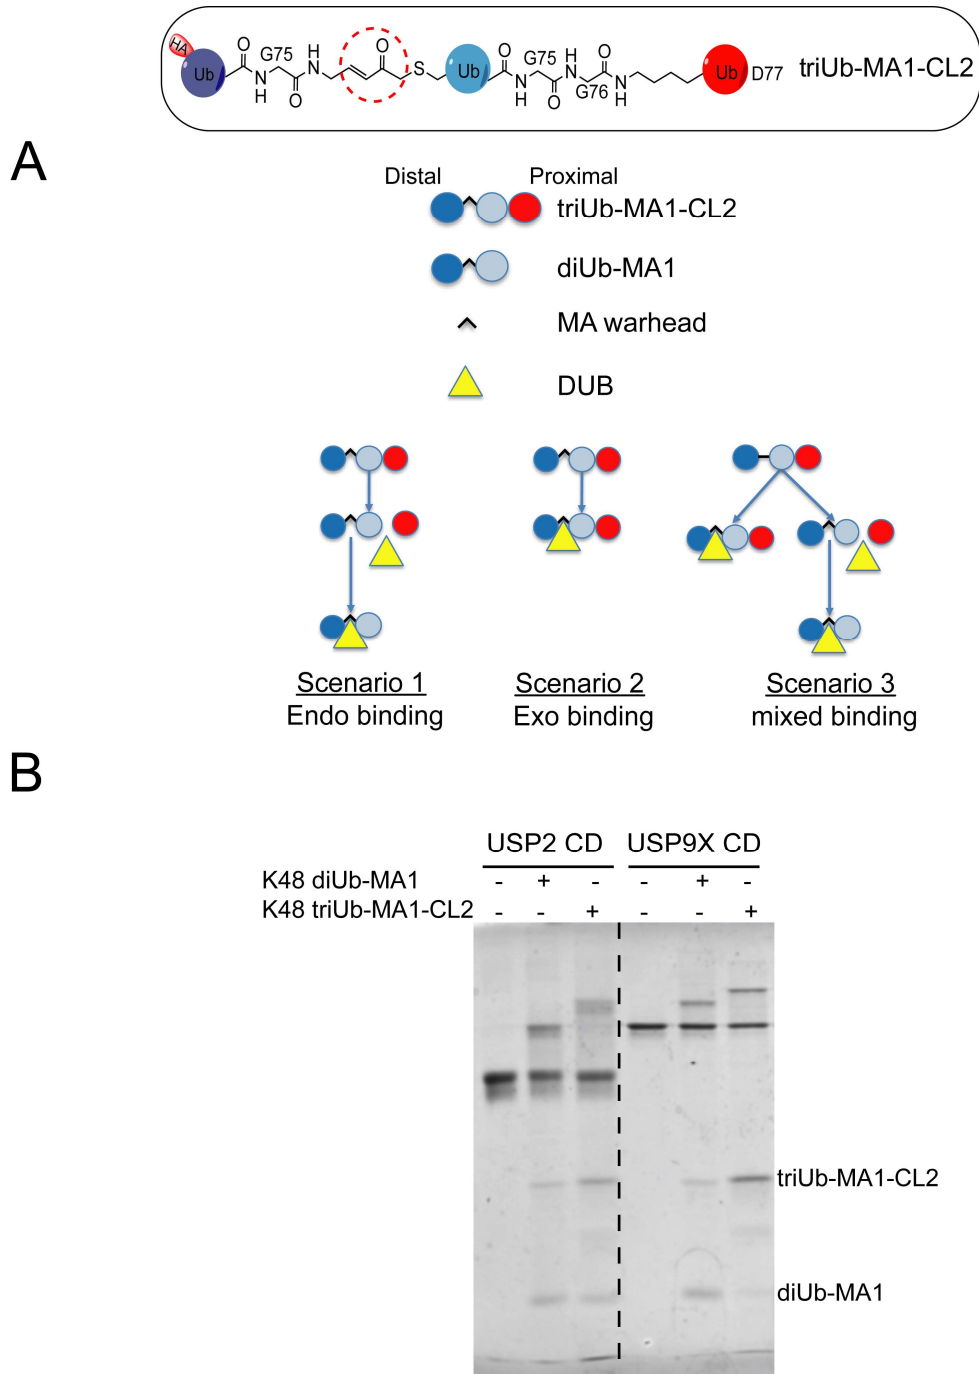 HA
Ub
O
N
H
G75
O
H
N
O
S
Ub
O
N
H
G75
O
H
N
G76
O
N
H
Ub
D77
triUb-MA1-CL2
A
Distal Proximal
triUb-MA1-CL2
diUb-MA1
MA warhead
DUB
Scenario 1
Endo binding
Scenario 2
Exo binding
Scenario 3
mixed binding
B
USP2 CD USP9X CD
K48 diUb-MA1 - + - - + -
K48 triUb-MA1-CL2 - - + - - +
triUb-MA1-CL2
diUb-MA1